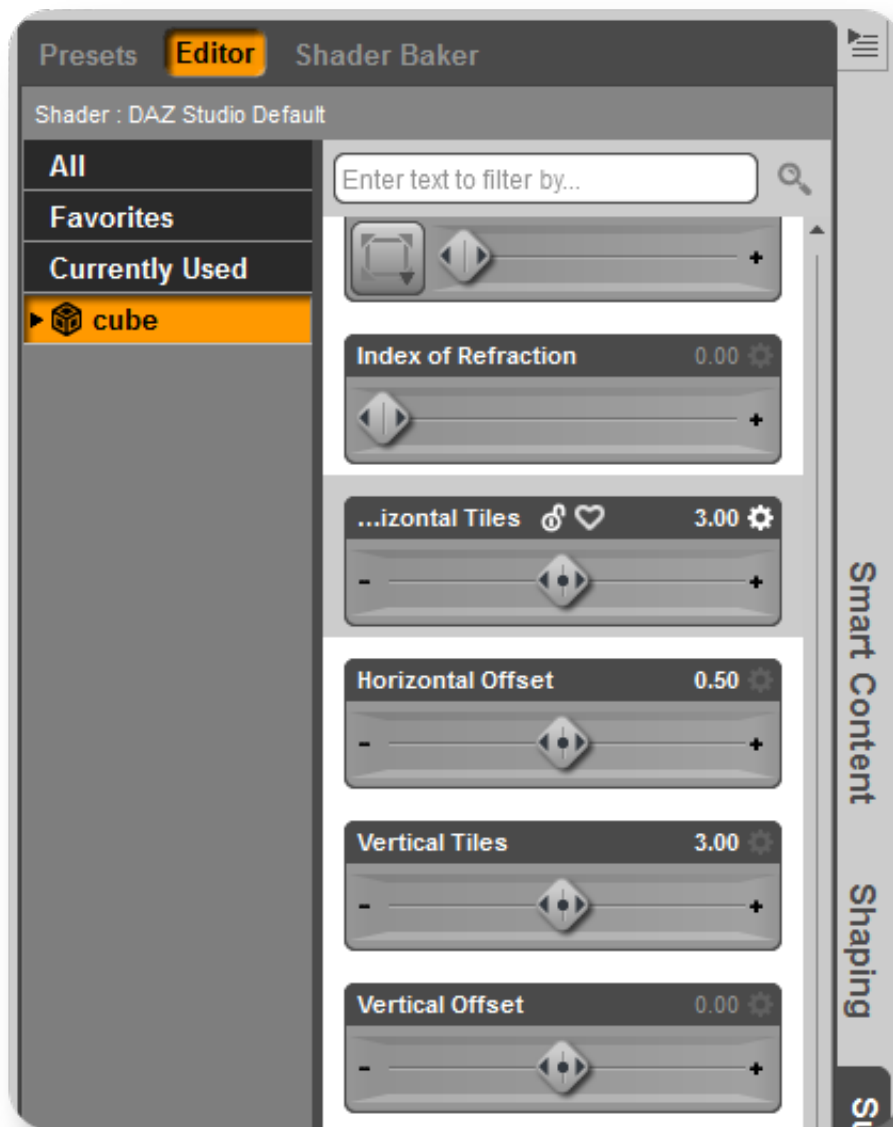 Presets Editor Shader Baker
Shader : DAZ Studio Default
All
Favorites
Currently Used
cube
Enter text to filter by...
+
Index of Refraction 0.00
+
...izontal Tiles 3.00
- +
Horizontal Offset 0.50
- +
Vertical Tiles 3.00
- +
Vertical Offset 0.00
- +
Smart Content
Shaping